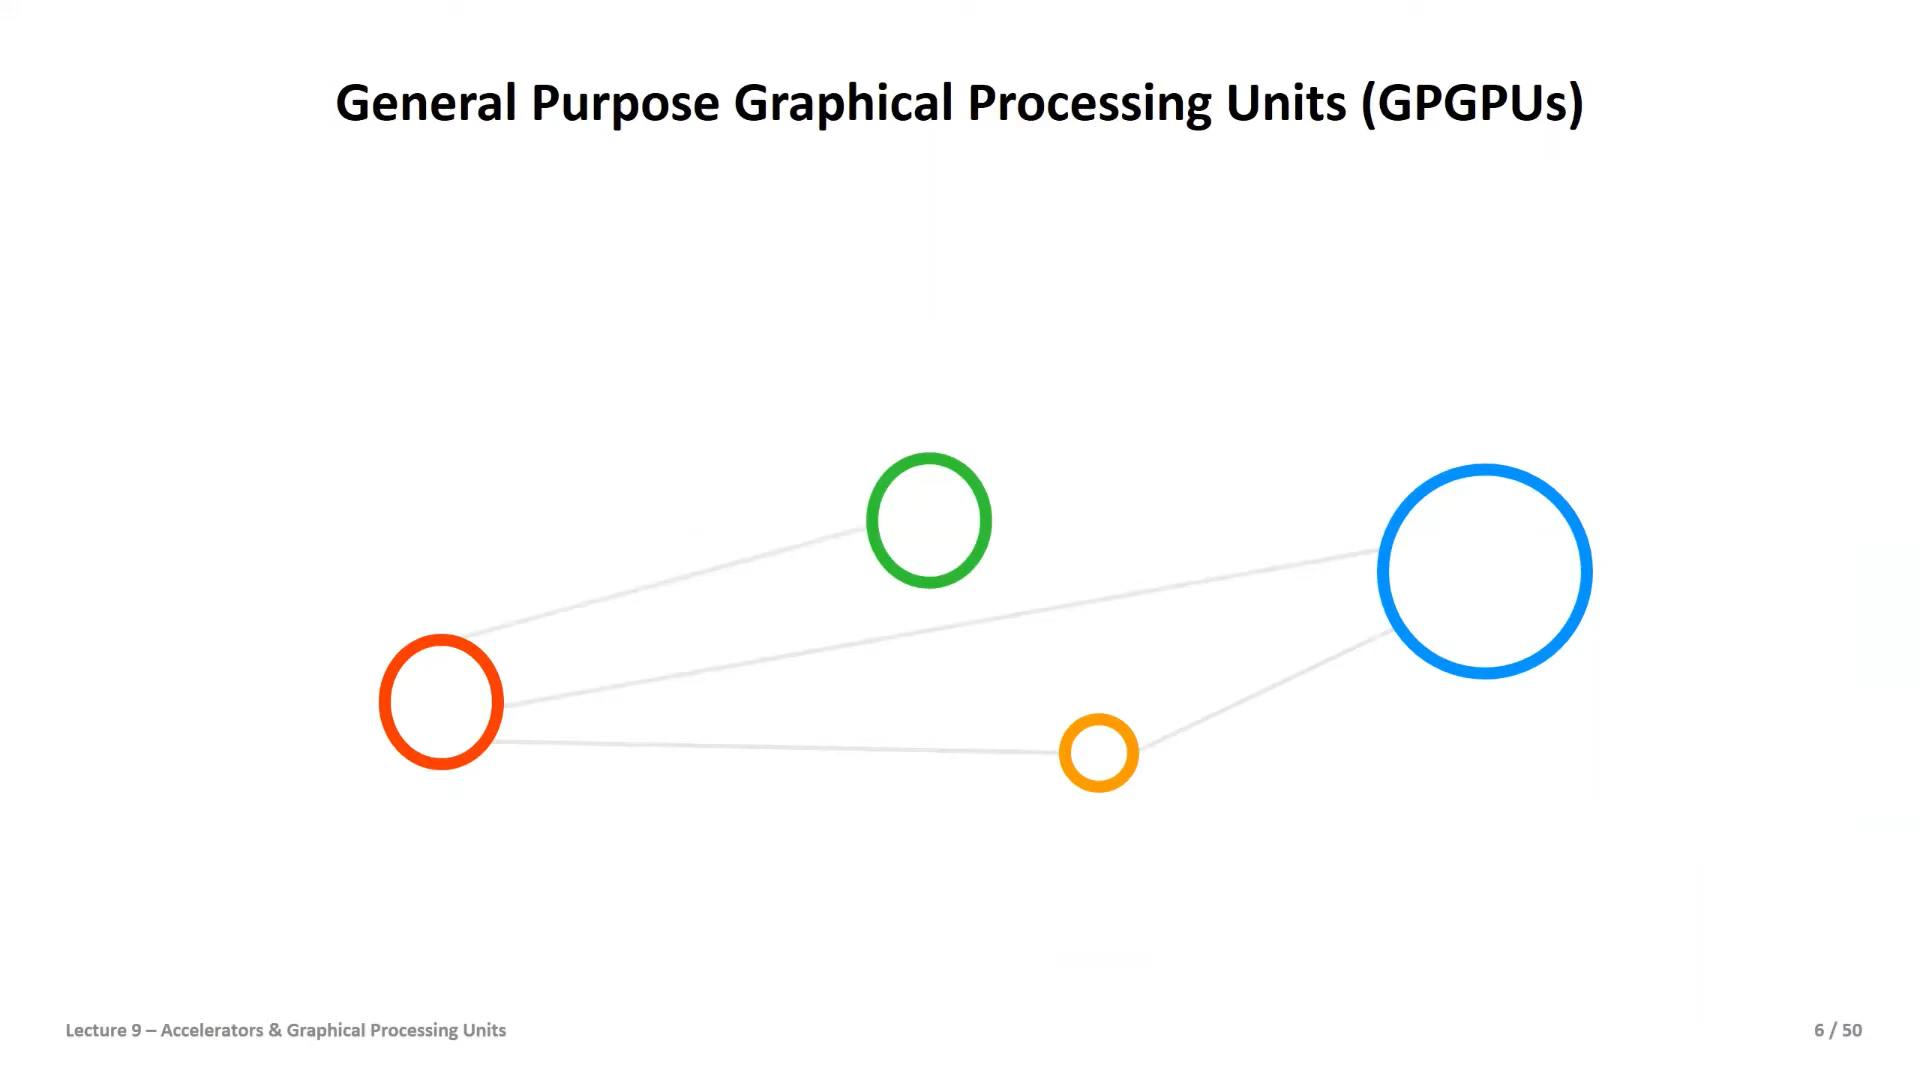 General Purpose Graphical Processing Units (GPGPUs)
Lecture 9 – Accelerators & Graphical Processing Units
6 / 50